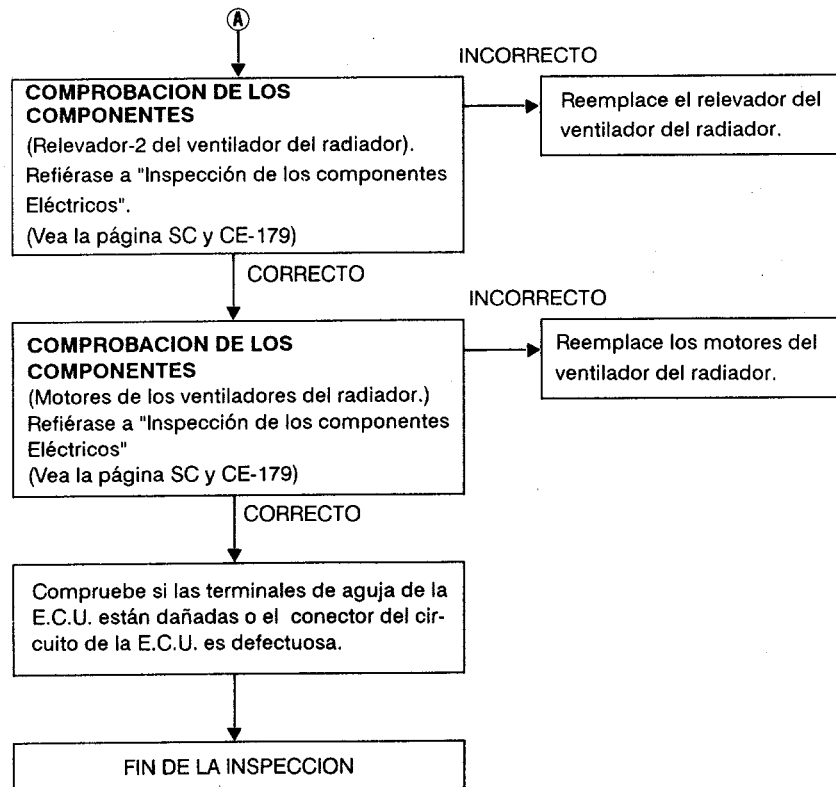 A
INCORRECTO
COMPROBACION DE LOS
COMPONENTES
(Relevador-2 del ventilador del radiador).
Refiérase a "Inspección de los componentes
Eléctricos".
(Vea la página SC y CE-179)
Reemplace el relevador del
ventilador del radiador.
CORRECTO
INCORRECTO
COMPROBACION DE LOS
COMPONENTES
(Motores de los ventiladores del radiador.)
Refiérase a "Inspección de los componentes
Eléctricos"
(Vea la página SC y CE-179)
Reemplace los motores del
ventilador del radiador.
CORRECTO
Compruebe si las terminales de aguja de la
E.C.U. están dañadas o el conector del cir-
cuito de la E.C.U. es defectuosa.
FIN DE LA INSPECCION